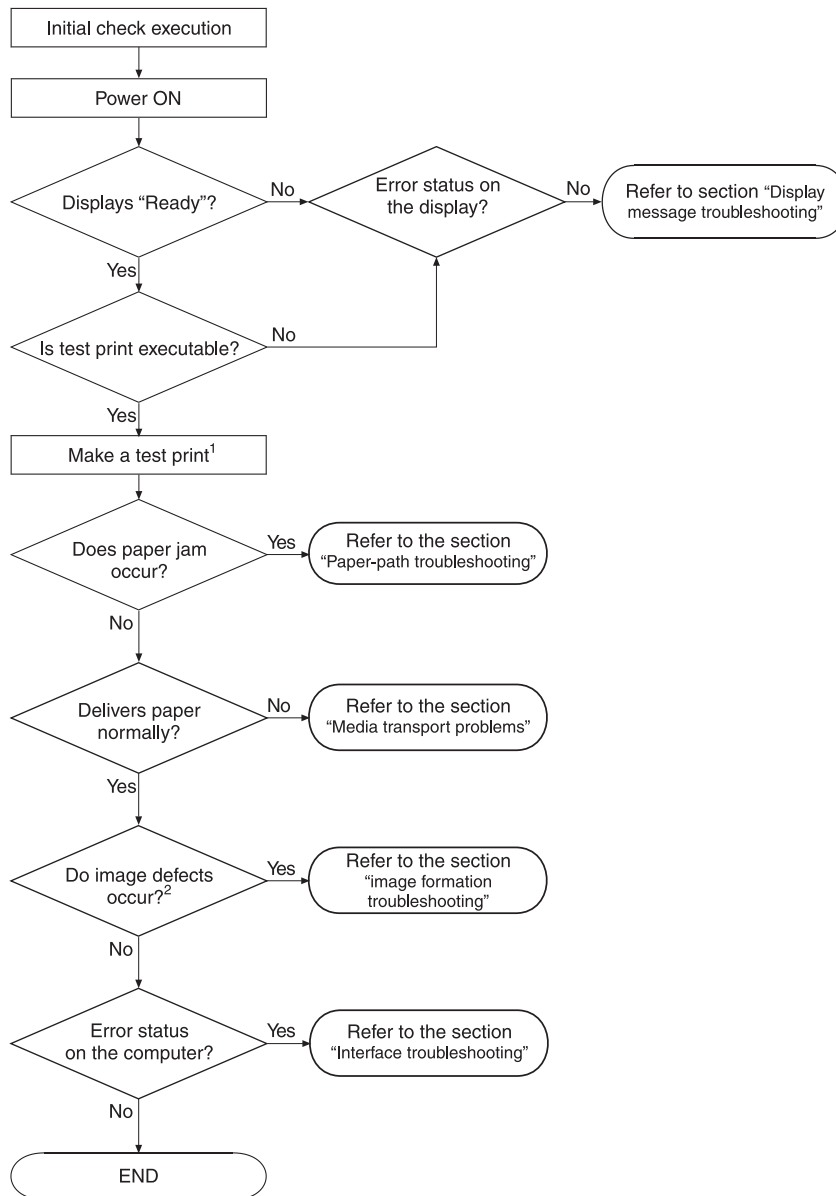 Initial check execution
Power ON
Displays “Ready”?
No
Error status on
the display?
No
Refer to section “Display
message troubleshooting”
Yes
Is test print executable?
No
Yes
Make a test print¹
Does paper jam
occur?
Yes
Refer to the section
“Paper-path troubleshooting”
No
Delivers paper
normally?
No
Refer to the section
“Media transport problems”
Yes
Do image defects
occur?²
Yes
Refer to the section
“image formation
troubleshooting”
No
Error status
on the computer?
Yes
Refer to the section
“Interface troubleshooting”
No
END